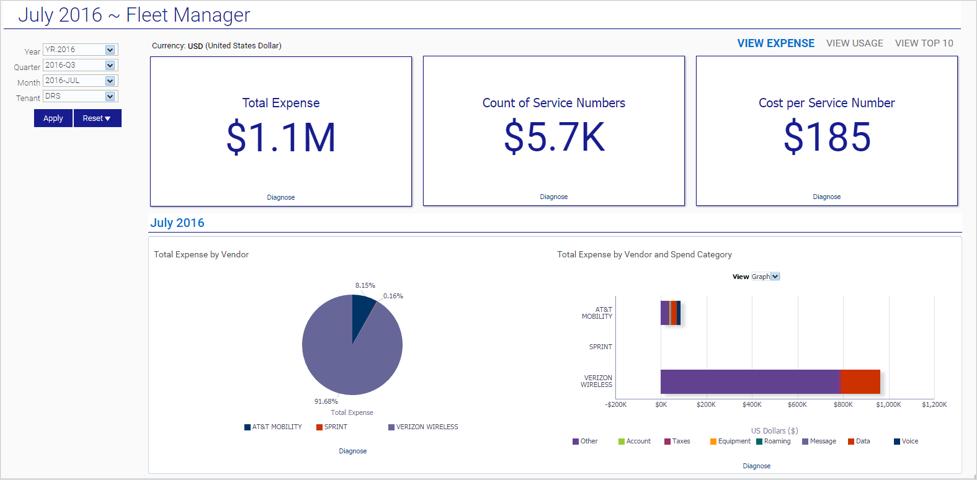 July 2016 ~ Fleet Manager
Year YR.2016
Quarter 2016-Q3
Month 2016-JUL
Tenant DRS
Apply Reset
Currency: USD (United States Dollar)
VIEW EXPENSE VIEW USAGE VIEW TOP 10
Total Expense
$1.1M
Diagnose
Count of Service Numbers
$5.7K
Diagnose
Cost per Service Number
$185
Diagnose
July 2016
Total Expense by Vendor
8.15%
0.16%
91.68%
Total Expense
AT&T MOBILITY SPRINT VERIZON WIRELESS
Diagnose
Total Expense by Vendor and Spend Category
View Graph
AT&T
MOBILITY
SPRINT
VERIZON
WIRELESS
-$200K $0K $200K $400K $600K $800K $1,000K $1,200K
US Dollars ($)
Other Account Taxes Equipment Roaming Message Data Voice
Diagnose